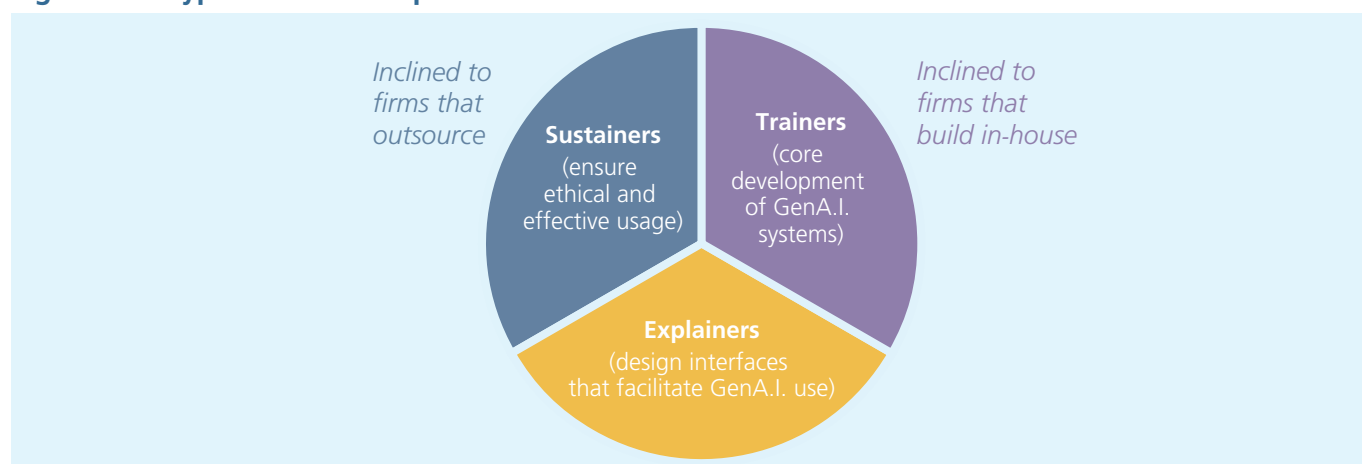 Inclined to
firms that
outsource
Sustainers
(ensure
ethical and
effective usage)
Trainers
(core
development
of GenA.I.
systems)
Inclined to
firms that
build in-house
Explainers
(design interfaces
that facilitate GenA.I. use)